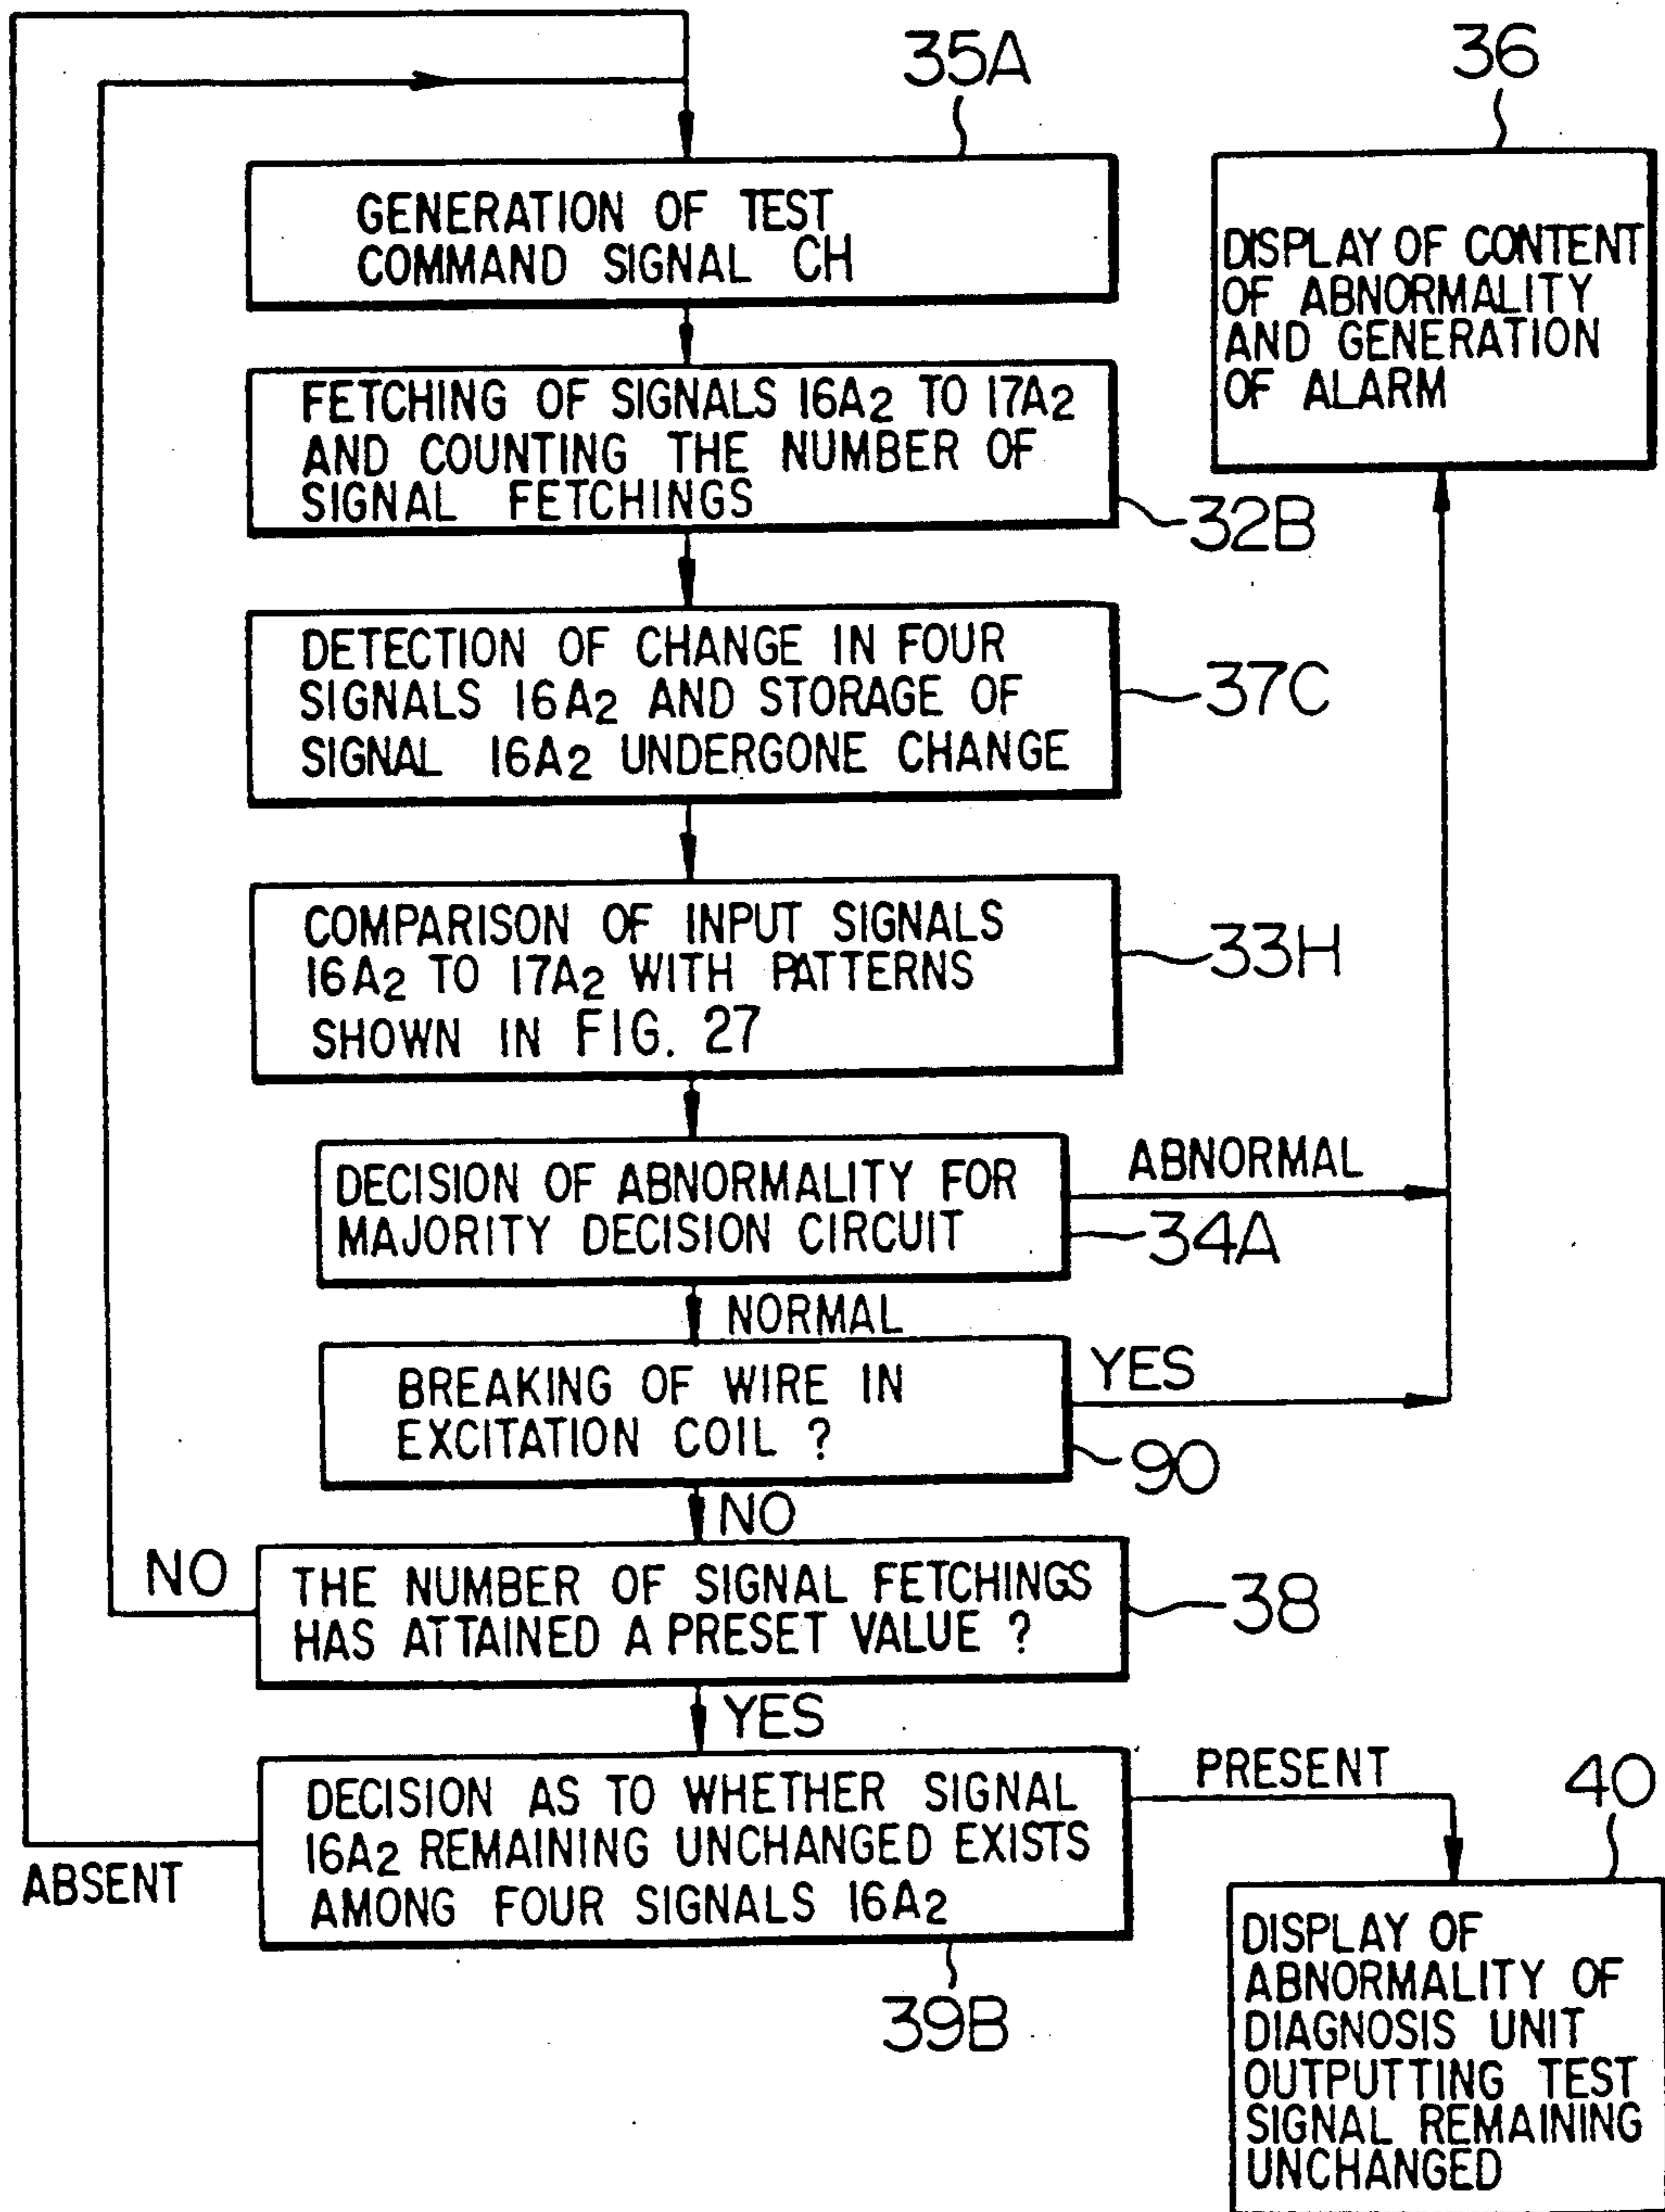 35A
36
GENERATION OF TEST
COMMAND SIGNAL CH
DISPLAY OF CONTENT
OF ABNORMALITY
AND GENERATION
OF ALARM
FETCHING OF SIGNALS 16A2 TO 17A2
AND COUNTING THE NUMBER OF
SIGNAL FETCHINGS
32B
DETECTION OF CHANGE IN FOUR
SIGNALS 16A2 AND STORAGE OF
SIGNAL 16A2 UNDERGONE CHANGE
37C
COMPARISON OF INPUT SIGNALS
16A2 TO 17A2 WITH PATTERNS
SHOWN IN FIG. 27
33H
DECISION OF ABNORMALITY FOR
MAJORITY DECISION CIRCUIT
ABNORMAL
34A
NORMAL
BREAKING OF WIRE IN
EXCITATION COIL ?
YES
90
NO
NO
THE NUMBER OF SIGNAL FETCHINGS
HAS ATTAINED A PRESET VALUE ?
38
YES
DECISION AS TO WHETHER SIGNAL
16A2 REMAINING UNCHANGED EXISTS
AMONG FOUR SIGNALS 16A2
PRESENT
ABSENT
39B
40
DISPLAY OF
ABNORMALITY OF
DIAGNOSIS UNIT
OUTPUTTING TEST
SIGNAL REMAINING
UNCHANGED